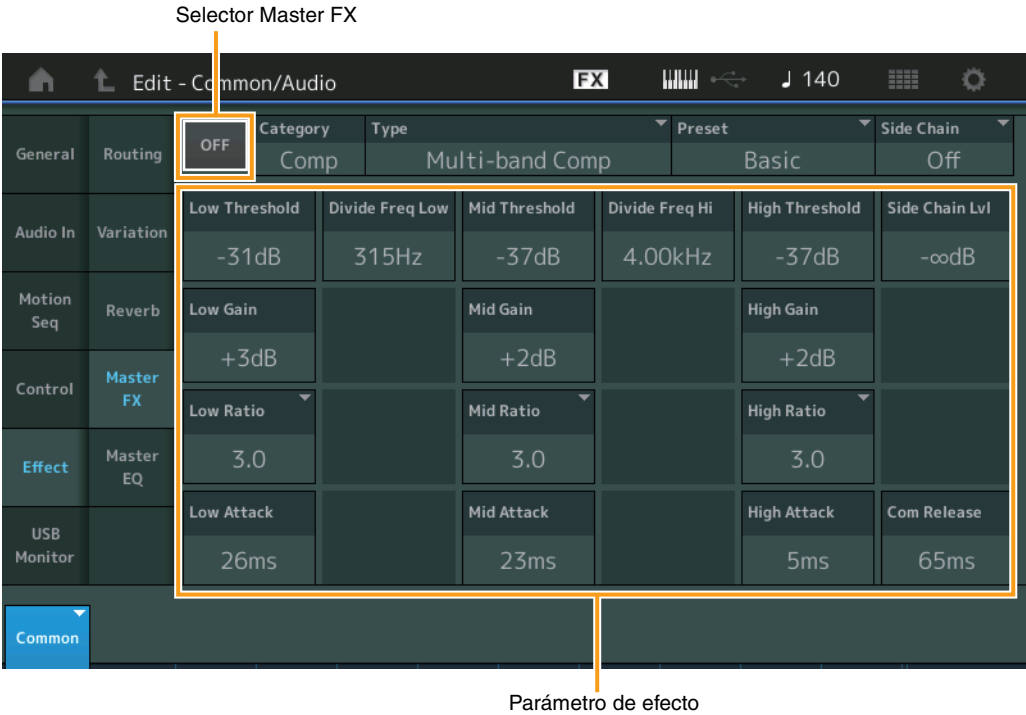 Selector Master FX
Edit - Common/Audio FX ♩ 140
General
Routing
OFF
Category
Comp
Type
Multi-band Comp
Preset
Basic
Side Chain
Off
Audio In
Variation
Low Threshold
-31dB
Divide Freq Low
315Hz
Mid Threshold
-37dB
Divide Freq Hi
4.00kHz
High Threshold
-37dB
Side Chain Lvl
-∞dB
Motion
Seq
Reverb
Low Gain
+3dB
Mid Gain
+2dB
High Gain
+2dB
Control
Master
FX
Low Ratio
3.0
Mid Ratio
3.0
High Ratio
3.0
Effect
Master
EQ
Low Attack
26ms
Mid Attack
23ms
High Attack
5ms
Com Release
65ms
USB
Monitor
Common
Parámetro de efecto